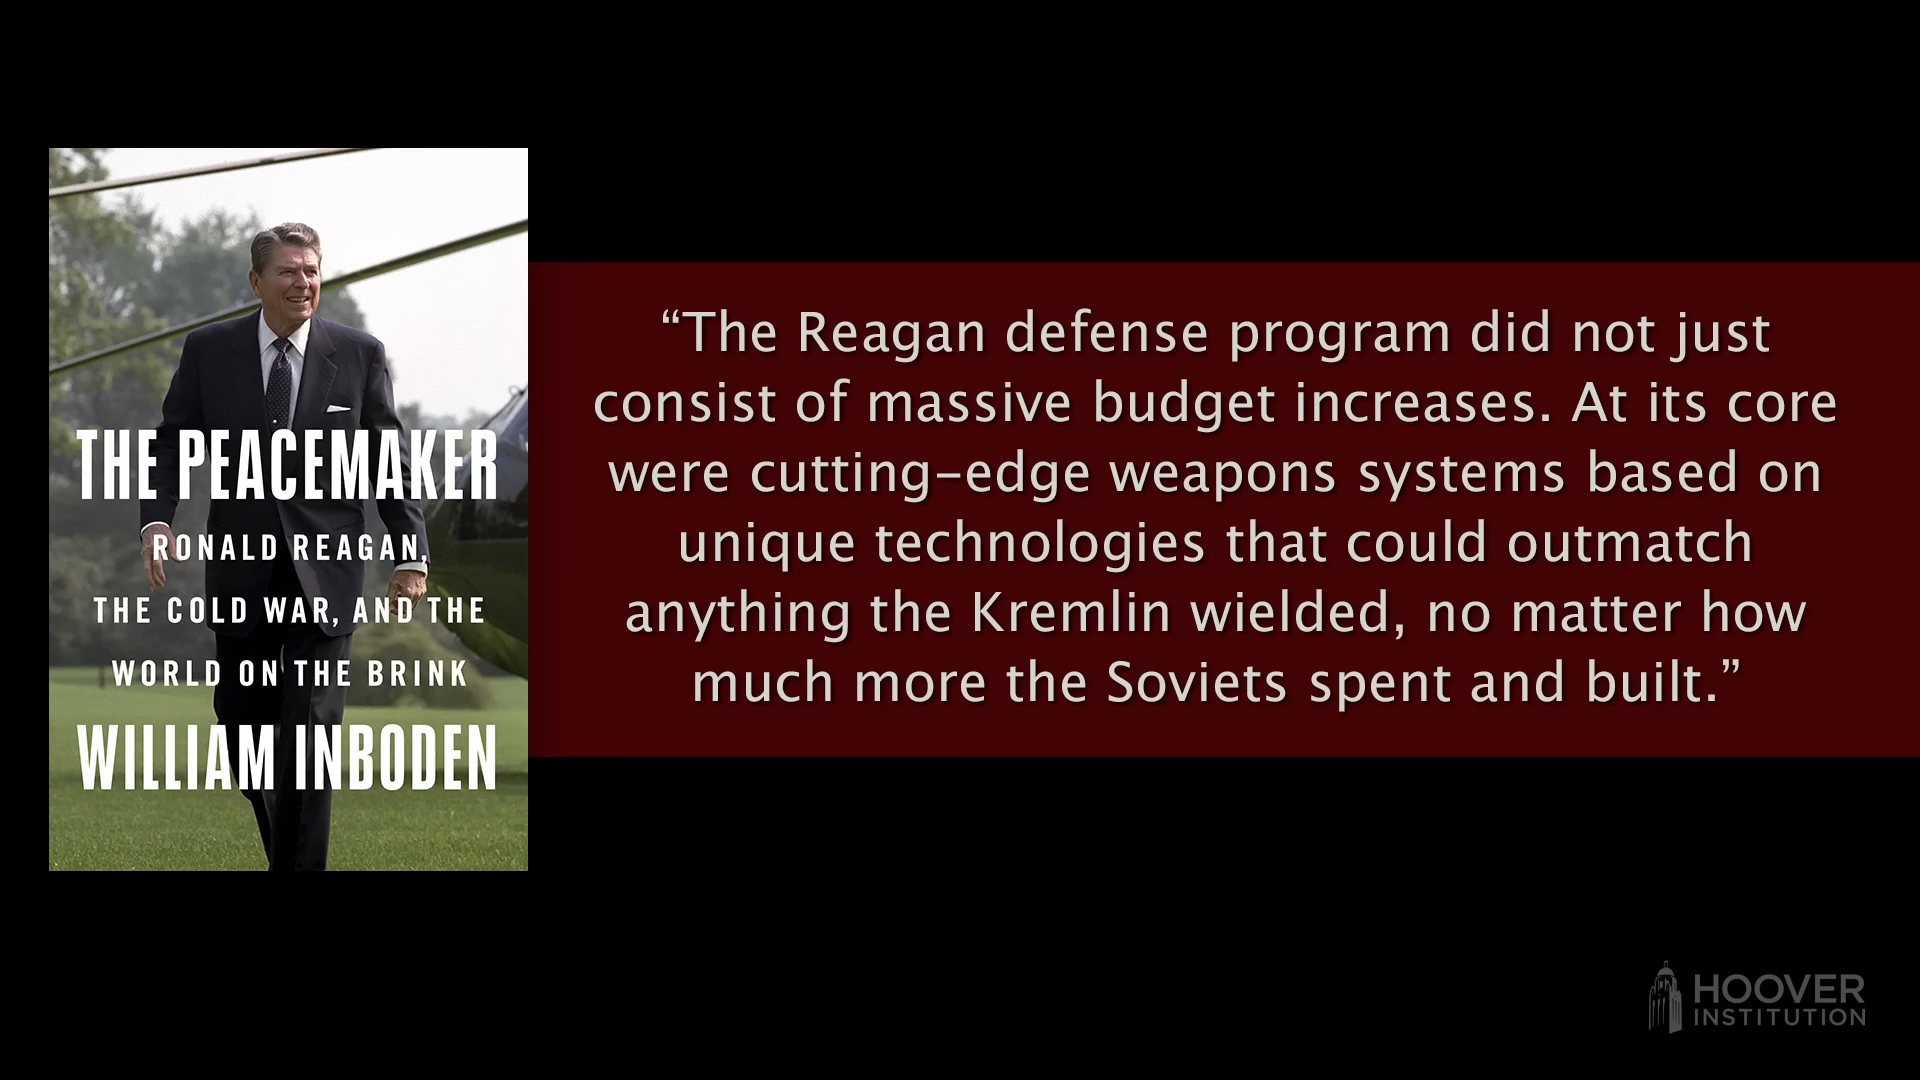 THE PEACEMAKER
RONALD REAGAN,
THE COLD WAR, AND THE
WORLD ON THE BRINK
WILLIAM INBODEN
“The Reagan defense program did not just
consist of massive budget increases. At its core
were cutting-edge weapons systems based on
unique technologies that could outmatch
anything the Kremlin wielded, no matter how
much more the Soviets spent and built.”
HOOVER
INSTITUTION